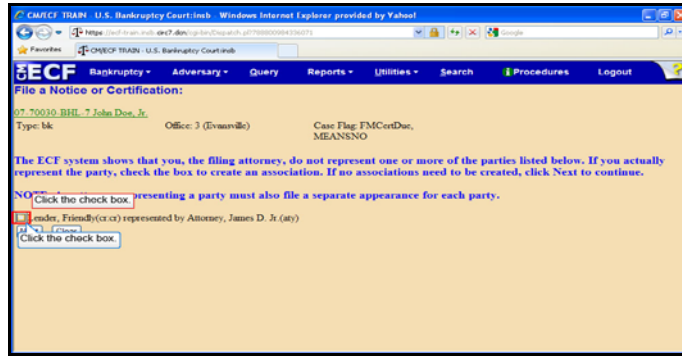 CM/ECF TRAIN - U.S. Bankruptcy Court:insb - Windows Internet Explorer provided by Yahoo!
Google
Favorites
CM/ECF TRAIN - U.S. Bankruptcy Court:insb
ECF Bankruptcy Adversary Query Reports Utilities Search Procedures Logout ?
File a Notice or Certification:
07-70030-BHL-7 John Doe, Jr.
Type: bk Office: 3 (Evansville) Case Flag: FMCertDue,
MEANSNO
The ECF system shows that you, the filing attorney, do not represent one or more of the parties listed below. If you actually
represent the party, check the box to create an association. If no associations need to be created, click Next to continue.
senting a party must also file a separate appearance for each party.
Click the check box.
Lender, Friendly(cr:cr) represented by Attorney, James D. Jr.(aty)
Click the check box.